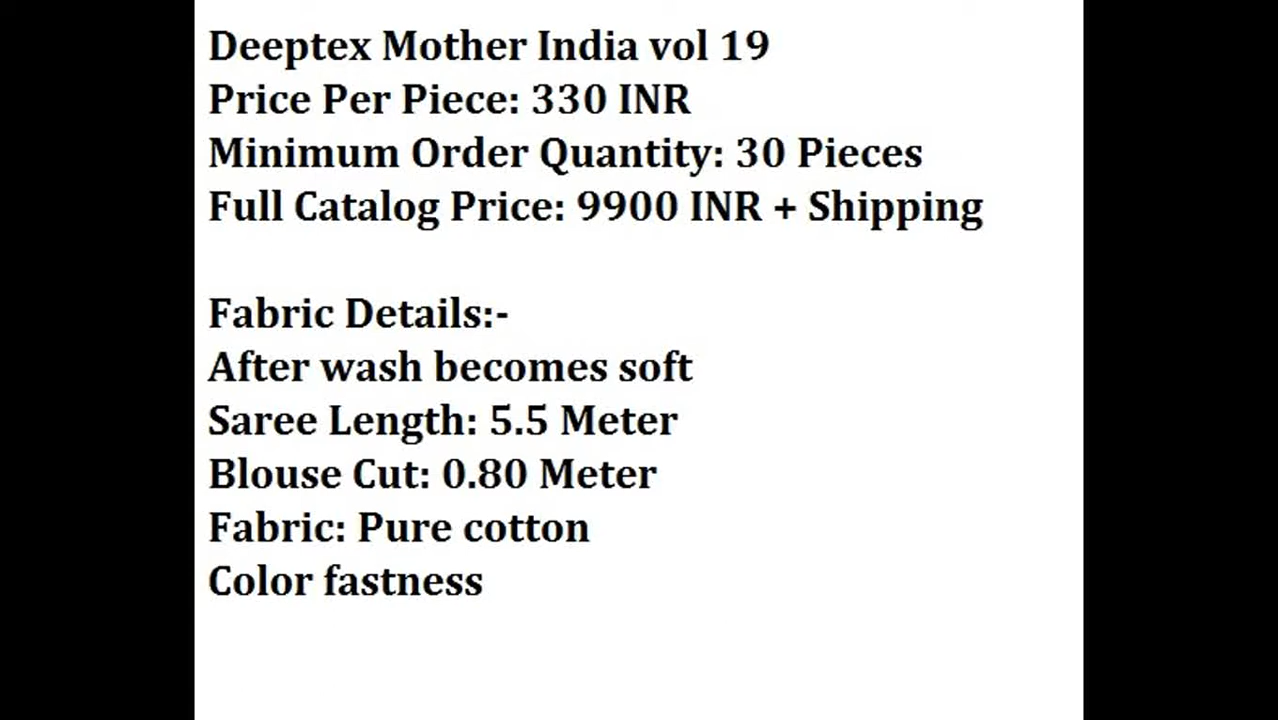 Deeptex Mother India vol 19
Price Per Piece: 330 INR
Minimum Order Quantity: 30 Pieces
Full Catalog Price: 9900 INR + Shipping
Fabric Details:-
After wash becomes soft
Saree Length: 5.5 Meter
Blouse Cut: 0.80 Meter
Fabric: Pure cotton
Color fastness